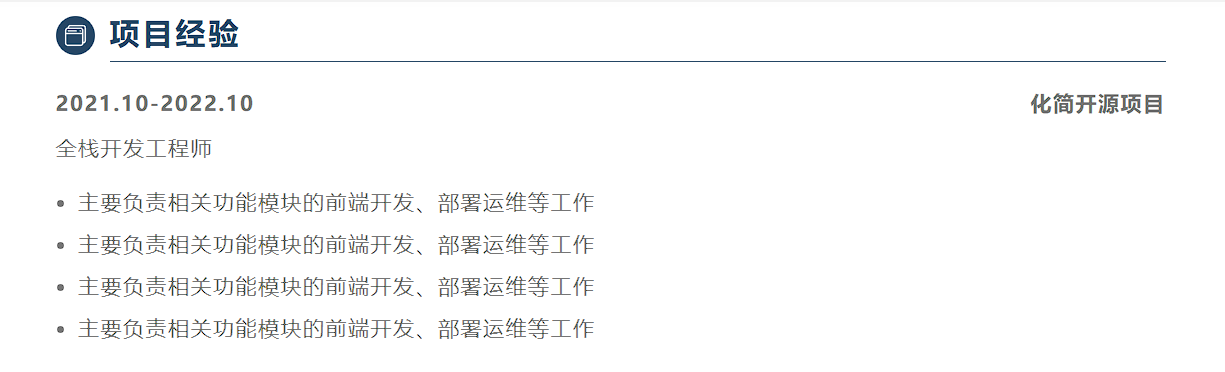 项目经验
2021.10-2022.10 化简开源项目
全栈开发工程师
• 主要负责相关功能模块的前端开发、部署运维等工作
• 主要负责相关功能模块的前端开发、部署运维等工作
• 主要负责相关功能模块的前端开发、部署运维等工作
• 主要负责相关功能模块的前端开发、部署运维等工作